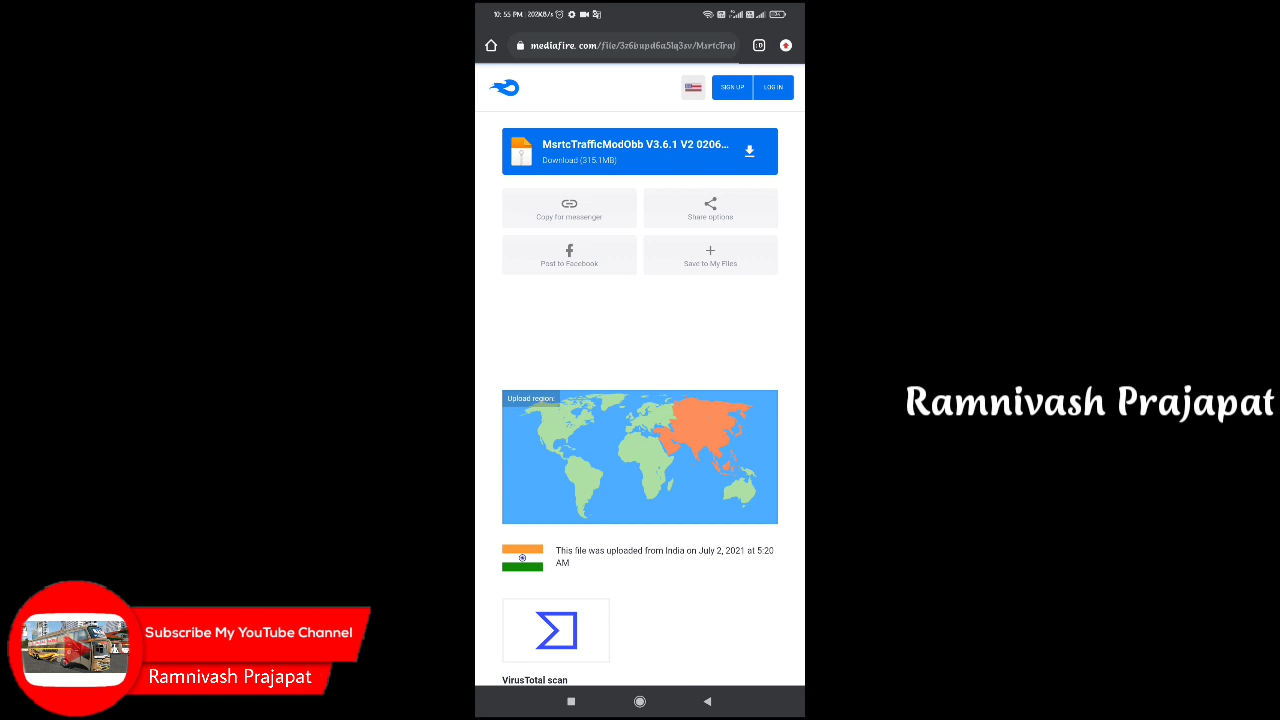 10: 55 PM 202KB/s
mediafire. com/file/3z6bupd6a5lq3sv/MsrtcTraf
SIGN UP
LOG IN
MsrtcTrafficModObb V3.6.1 V2 0206...
Download (315.1MB)
Copy for messenger
Share options
Post to Facebook
Save to My Files
Upload region:
Ramnivash Prajapat
This file was uploaded from India on July 2, 2021 at 5:20
AM
Subscribe My YouTube Channel
Ramnivash Prajapat
VirusTotal scan